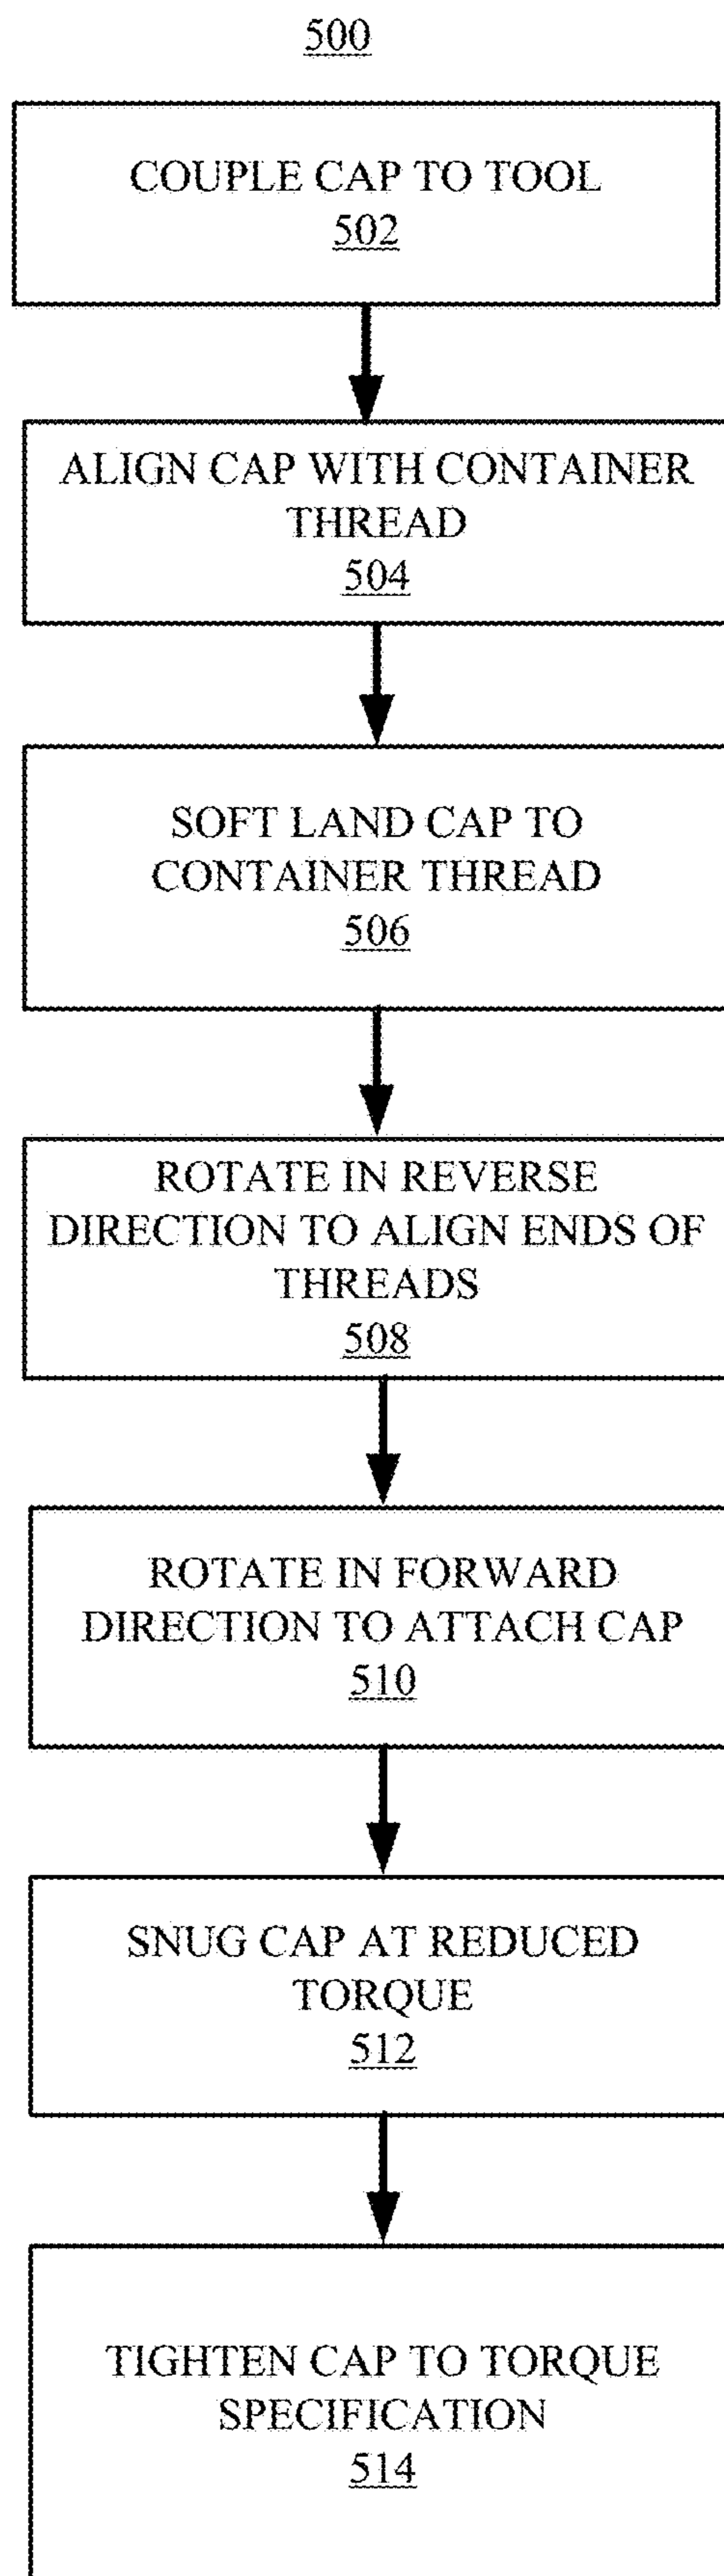 500
COUPLE CAP TO TOOL
502
ALIGN CAP WITH CONTAINER
THREAD
504
SOFT LAND CAP TO
CONTAINER THREAD
506
ROTATE IN REVERSE
DIRECTION TO ALIGN ENDS OF
THREADS
508
ROTATE IN FORWARD
DIRECTION TO ATTACH CAP
510
SNUG CAP AT REDUCED
TORQUE
512
TIGHTEN CAP TO TORQUE
SPECIFICATION
514